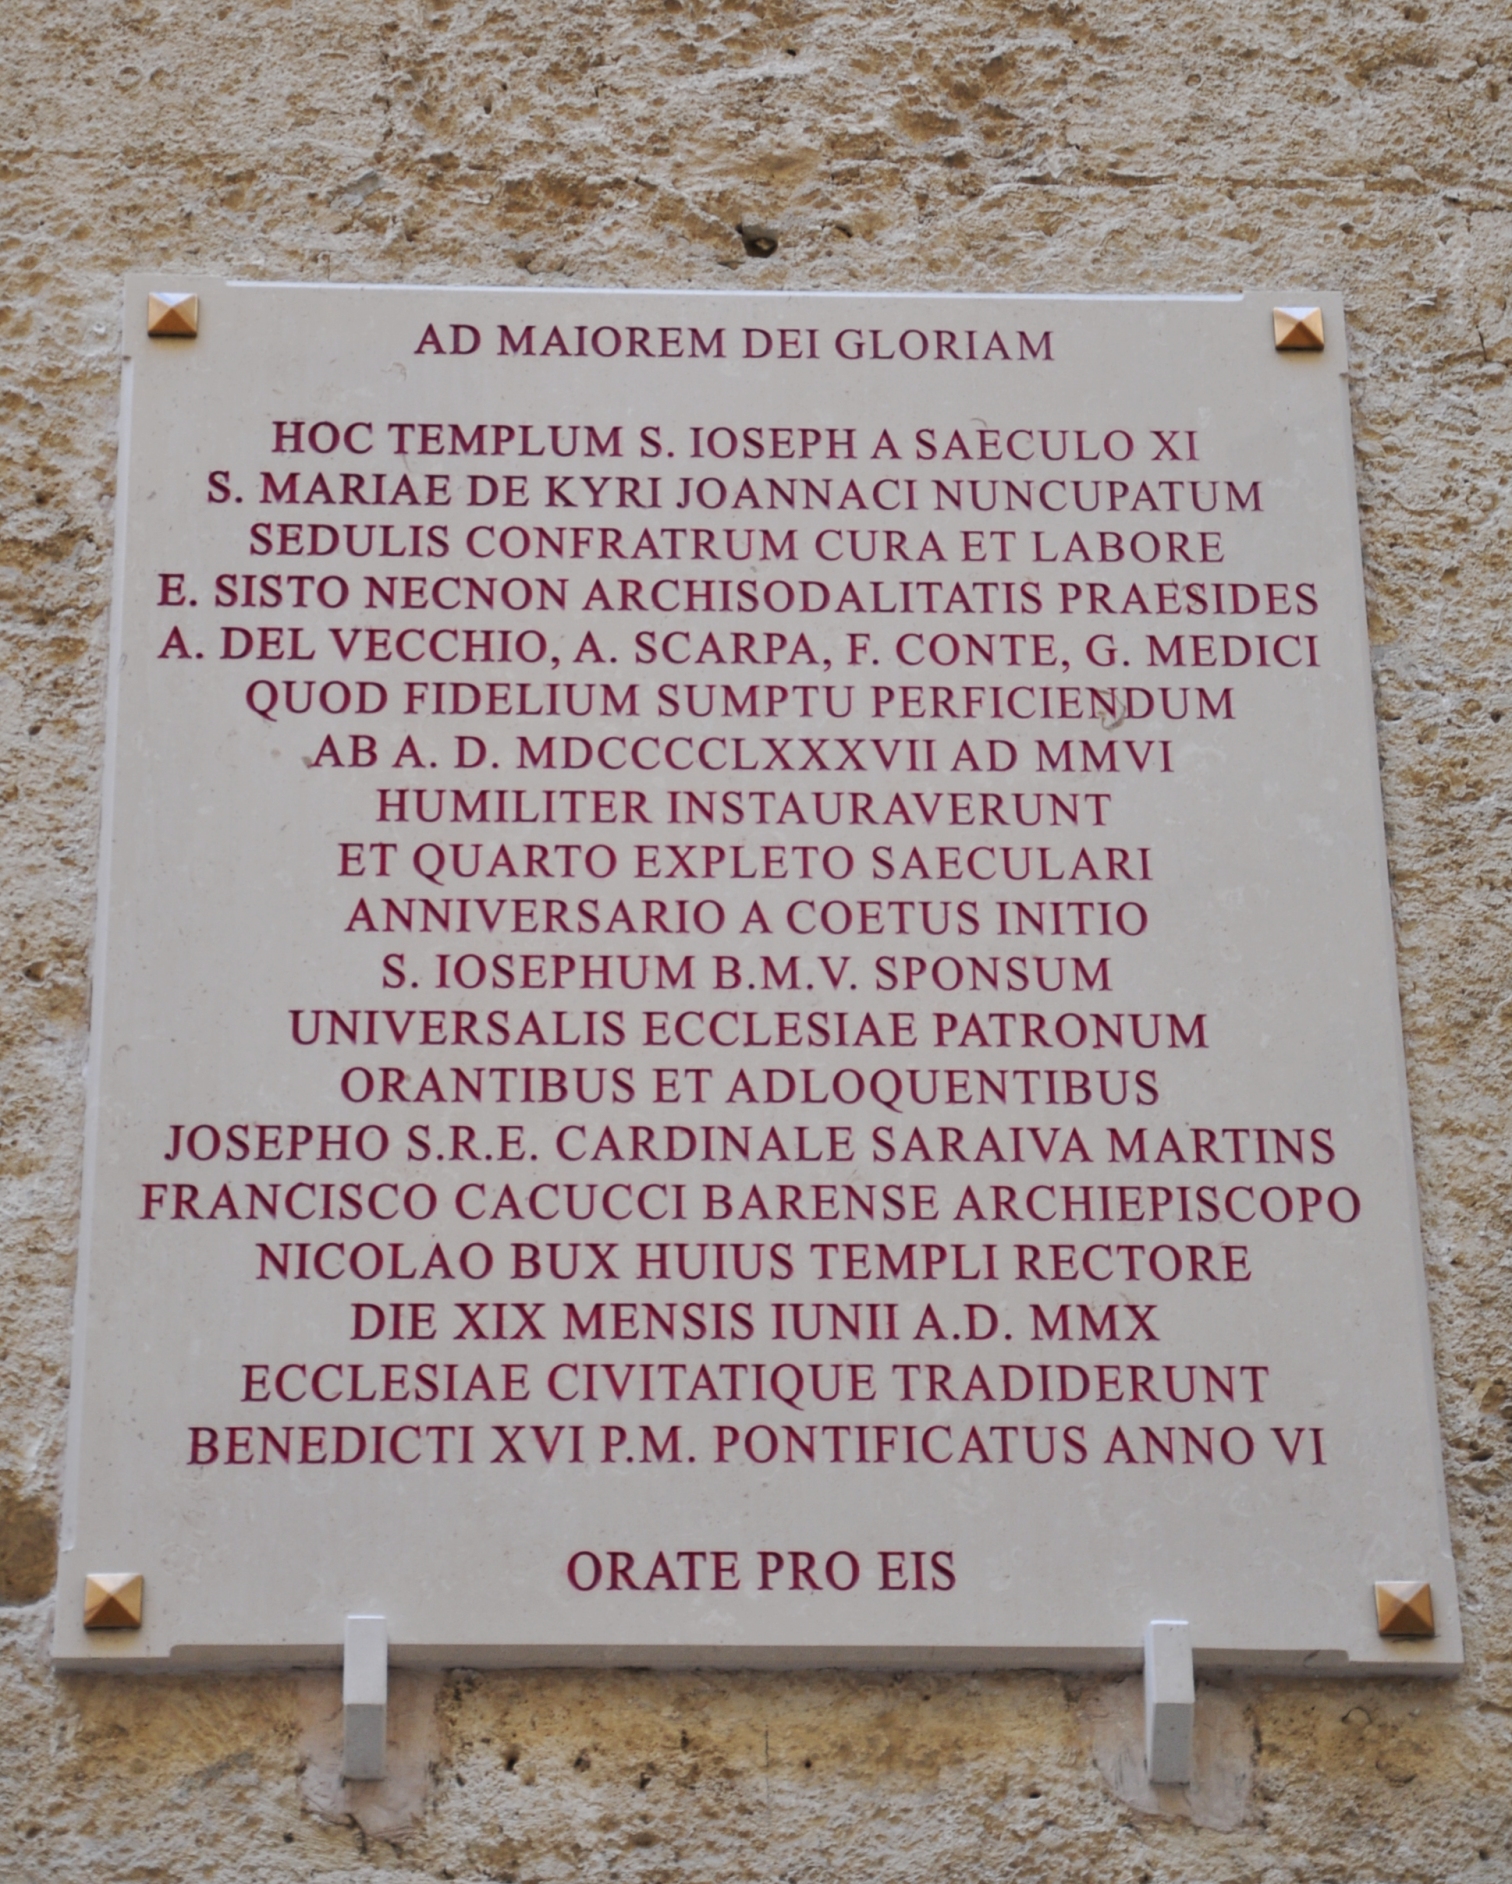 AD MAIOREM DEI GLORIAM
HOC TEMPLUM S. IOSEPH A SAECULO XI
S. MARIAE DE KYRI JOANNACI NUNCUPATUM
SEDULIS CONFRATRUM CURA ET LABORE
E. SISTO NECNON ARCHISODALITATIS PRAESIDES
A. DEL VECCHIO, A. SCARPA, F. CONTE, G. MEDICI
QUOD FIDELIUM SUMPTU PERFICIENDUM
AB A. D. MDCCCCLXXXVII AD MMVI
HUMILITER INSTAURAVERUNT
ET QUARTO EXPLETO SAECULARI
ANNIVERSARIO A COETUS INITIO
S. IOSEPHUM B.M.V. SPONSUM
UNIVERSALIS ECCLESIAE PATRONUM
ORANTIBUS ET ADLOQUENTIBUS
JOSEPHO S.R.E. CARDINALE SARAIVA MARTINS
FRANCISCO CACUCCI BARENSE ARCHIEPISCOPO
NICOLAO BUX HUIUS TEMPLI RECTORE
DIE XIX MENSIS IUNII A.D. MMX
ECCLESIAE CIVITATIQUE TRADIDERUNT
BENEDICTI XVI P.M. PONTIFICATUS ANNO VI
ORATE PRO EIS